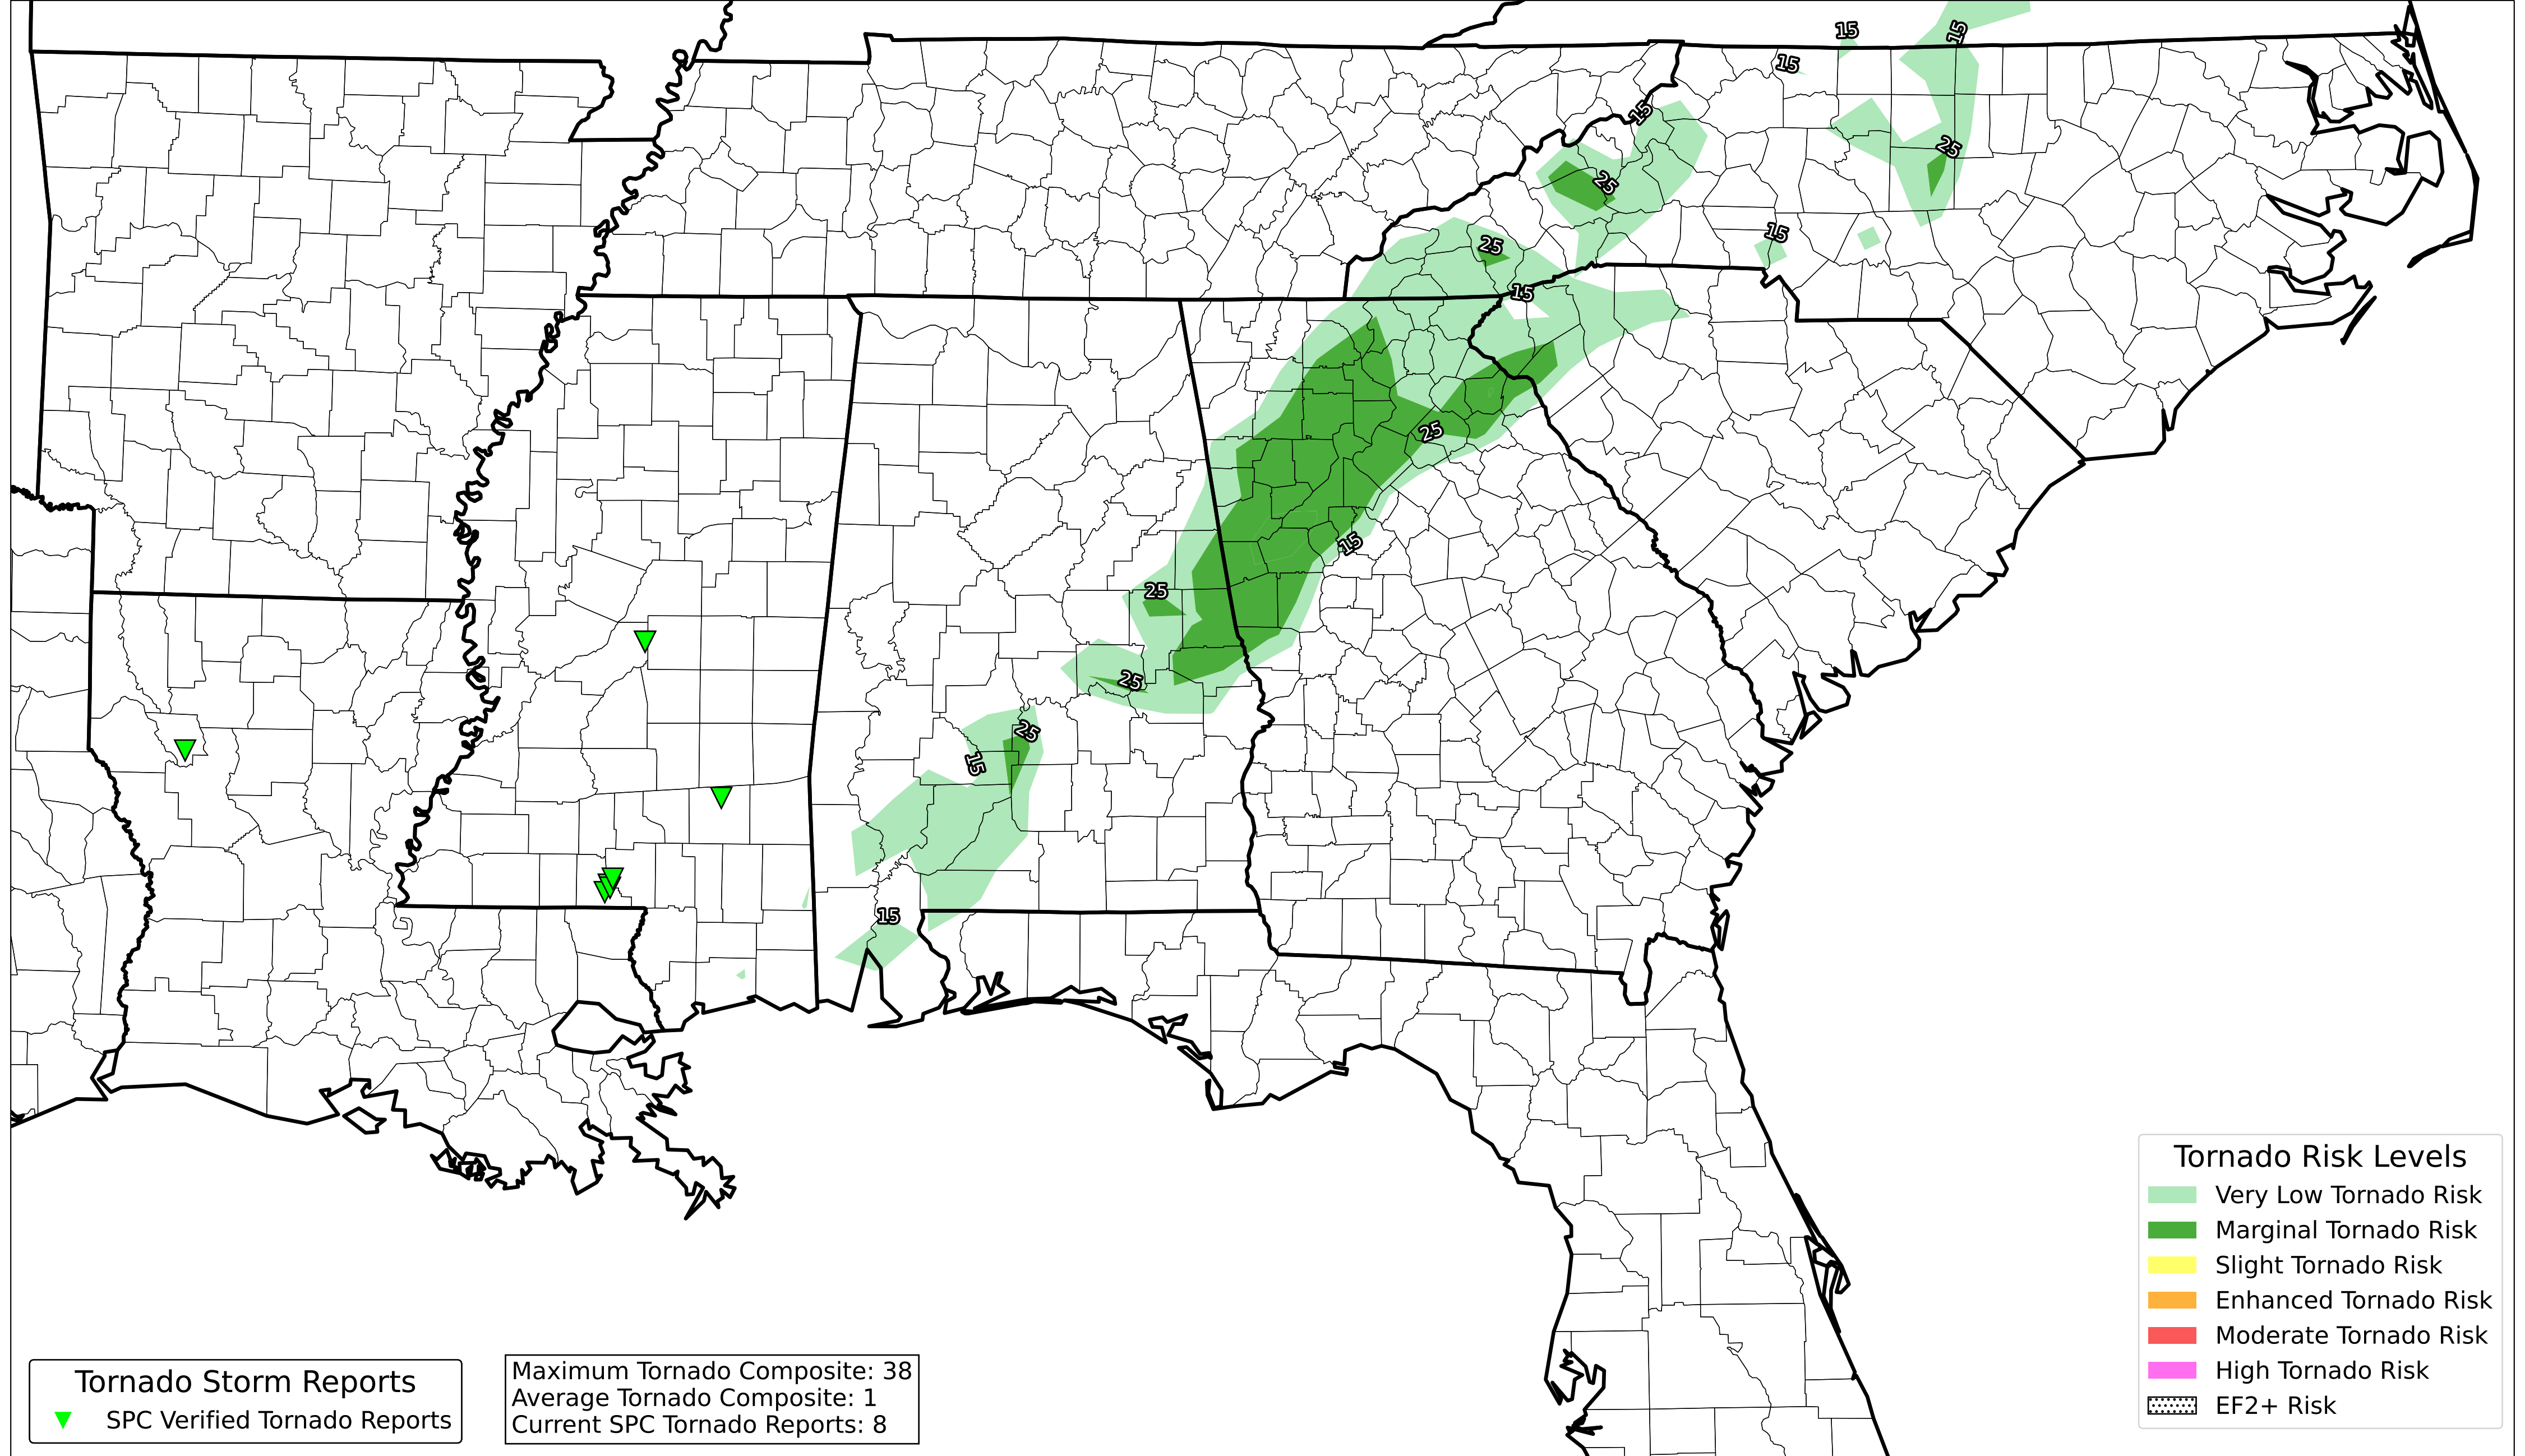 15
15
15
15
25
25
15
25
15
25
15
25
25
25
15
15
Tornado Storm Reports
SPC Verified Tornado Reports
Maximum Tornado Composite: 38
Average Tornado Composite: 1
Current SPC Tornado Reports: 8
Tornado Risk Levels
Very Low Tornado Risk
Marginal Tornado Risk
Slight Tornado Risk
Enhanced Tornado Risk
Moderate Tornado Risk
High Tornado Risk
EF2+ Risk